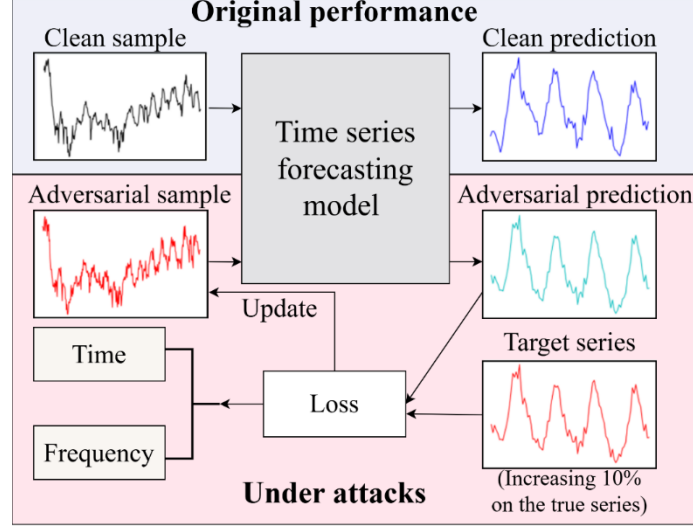 Original performance
Clean sample
Clean prediction
Time series
forecasting
model
Adversarial sample
Adversarial prediction
Update
Time
Target series
Loss
Frequency
(Increasing 10%
on the true series)
Under attacks